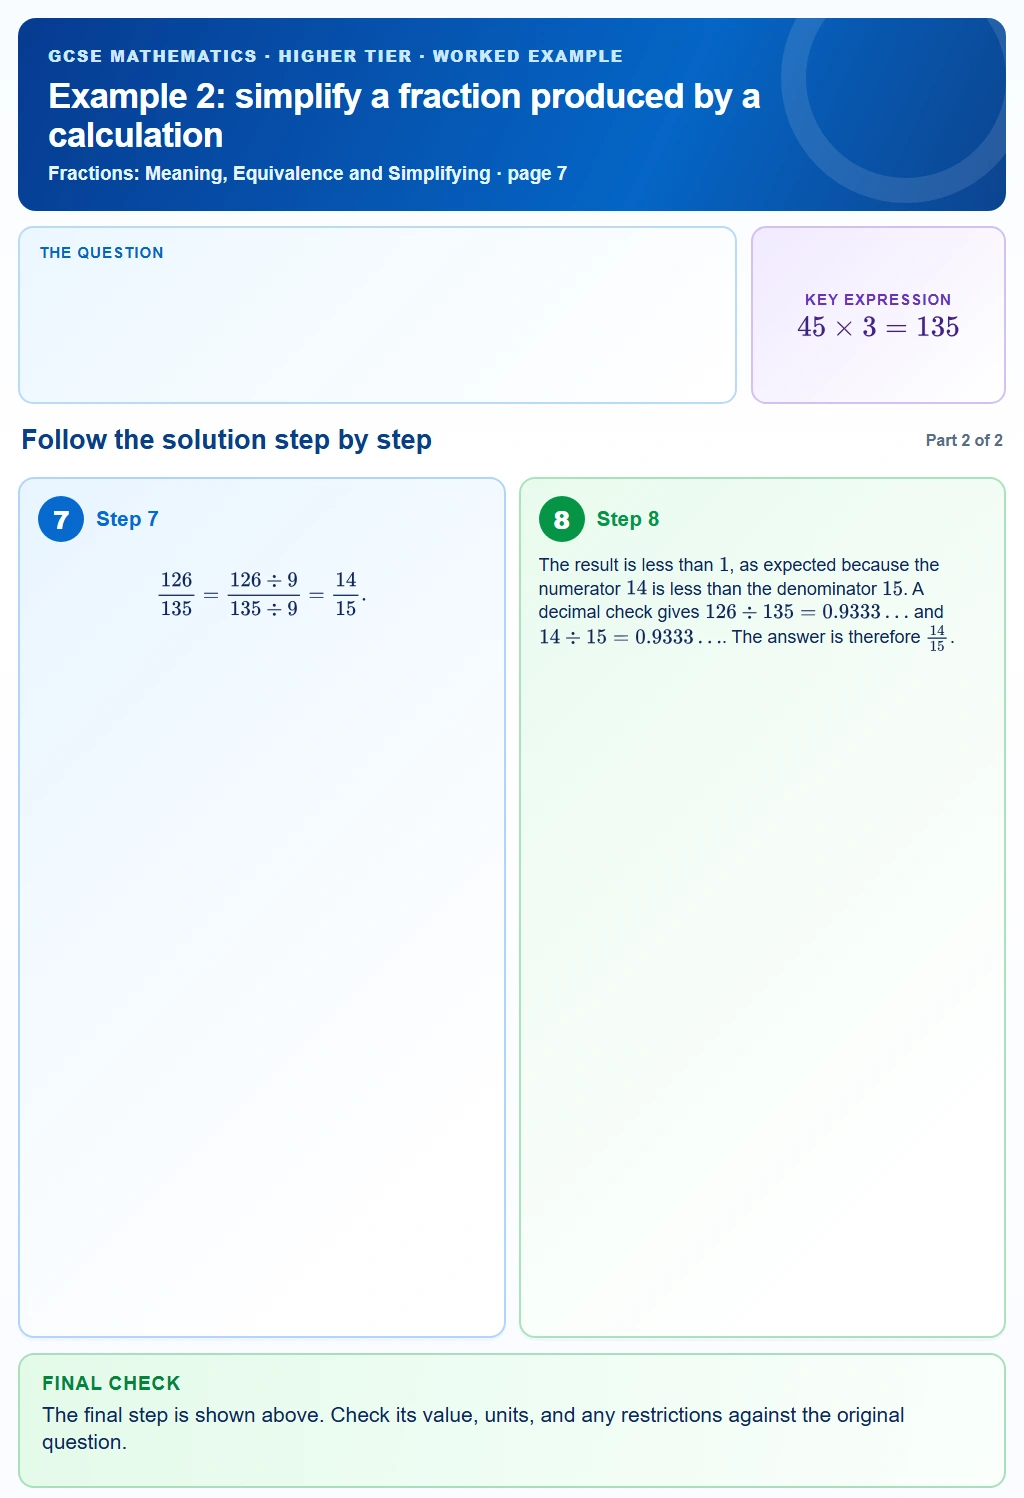 GCSE MATHEMATICS · HIGHER TIER · WORKED EXAMPLE
Example 2: simplify a fraction produced by a
calculation
Fractions: Meaning, Equivalence and Simplifying · page 7
THE QUESTION
KEY EXPRESSION
45 × 3 = 135
Follow the solution step by step
Part 2 of 2
7 Step 7
126/135 = (126 ÷ 9)/(135 ÷ 9) = 14/15.
8 Step 8
The result is less than 1, as expected because the
numerator 14 is less than the denominator 15. A
decimal check gives 126 ÷ 135 = 0.9333... and
14 ÷ 15 = 0.9333.... The answer is therefore 14/15.
FINAL CHECK
The final step is shown above. Check its value, units, and any restrictions against the original
question.